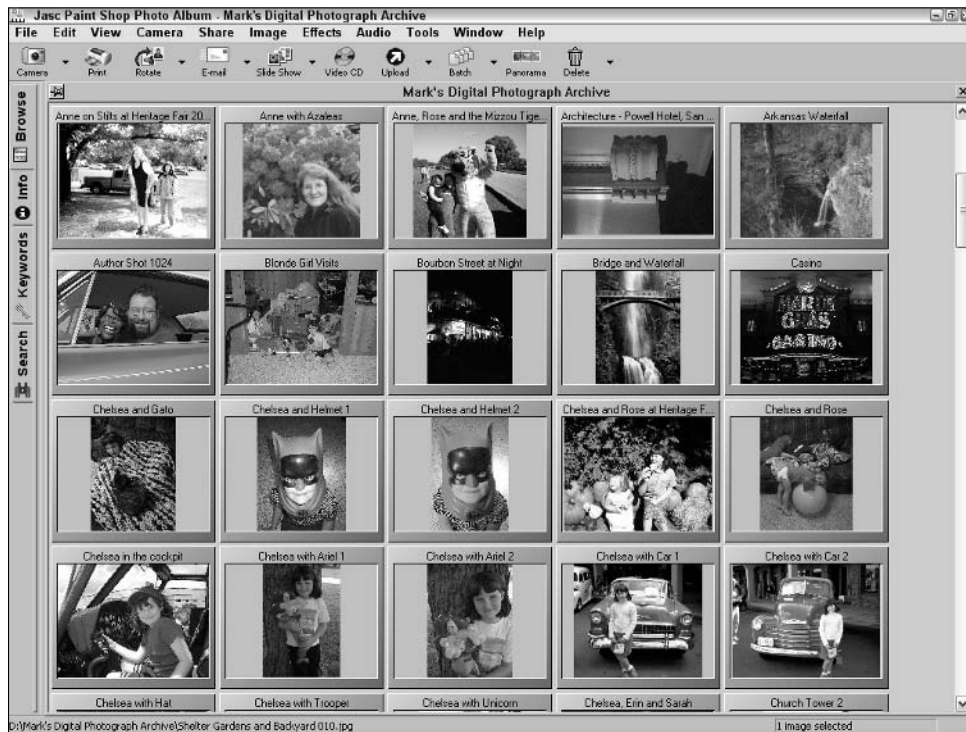 Jasc Paint Shop Photo Album - Mark's Digital Photograph Archive
File Edit View Camera Share Image Effects Audio Tools Window Help
Camera Print Rotate E-mail Slide Show Video CD Upload Batch Panorama Delete
Mark's Digital Photograph Archive
Browse
Info
Keywords
Search
Anne on Stilts at Heritage Fair 20... Anne with Azaleas Anne, Rose and the Mizzou Tige... Architecture - Powell Hotel, San ... Arkansas Waterfall
Author Shot 1024 Blonde Girl Visits Bourbon Street at Night Bridge and Waterfall Casino
CASINO
Chelsea and Gato Chelsea and Helmet 1 Chelsea and Helmet 2 Chelsea and Rose at Heritage F... Chelsea and Rose
Chelsea in the cockpit Chelsea with Ariel 1 Chelsea with Ariel 2 Chelsea with Car 1 Chelsea with Car 2
Chelsea with Hat Chelsea with Trooper Chelsea with Unicorn Chelsea, Erin and Sarah Church Tower 2
D:\Mark's Digital Photograph Archive\Shelter Gardens and Backyard 010.jpg 1 image selected